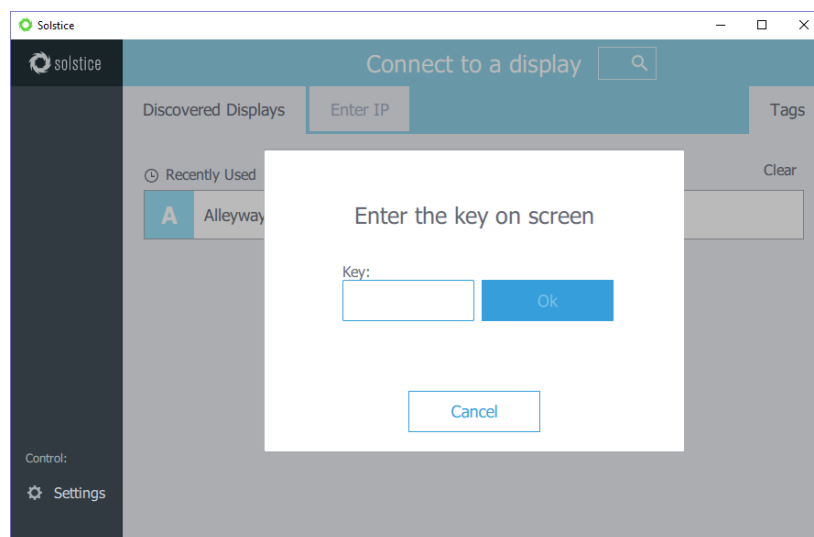 Solstice
solstice
Connect to a display
Discovered Displays
Enter IP
Tags
Recently Used
Clear
A
Alleyway
Enter the key on screen
Key:
Ok
Cancel
Control:
Settings